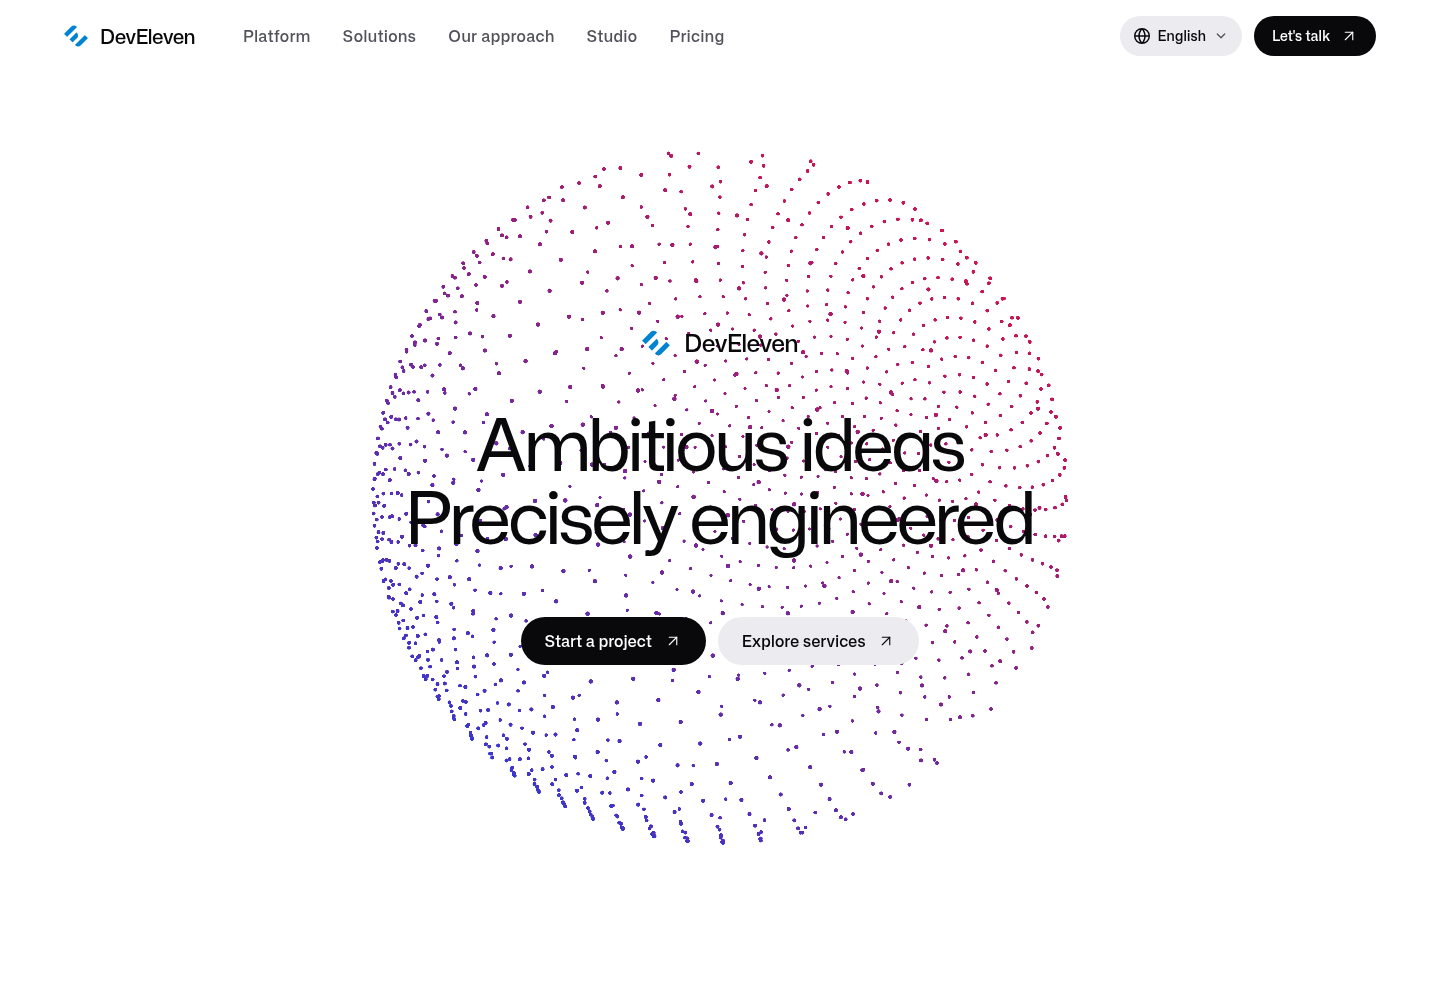 DevEleven
Platform
Solutions
Our approach
Studio
Pricing
English
Let's talk
DevEleven
Ambitious ideas
Precisely engineered
Start a project
Explore services